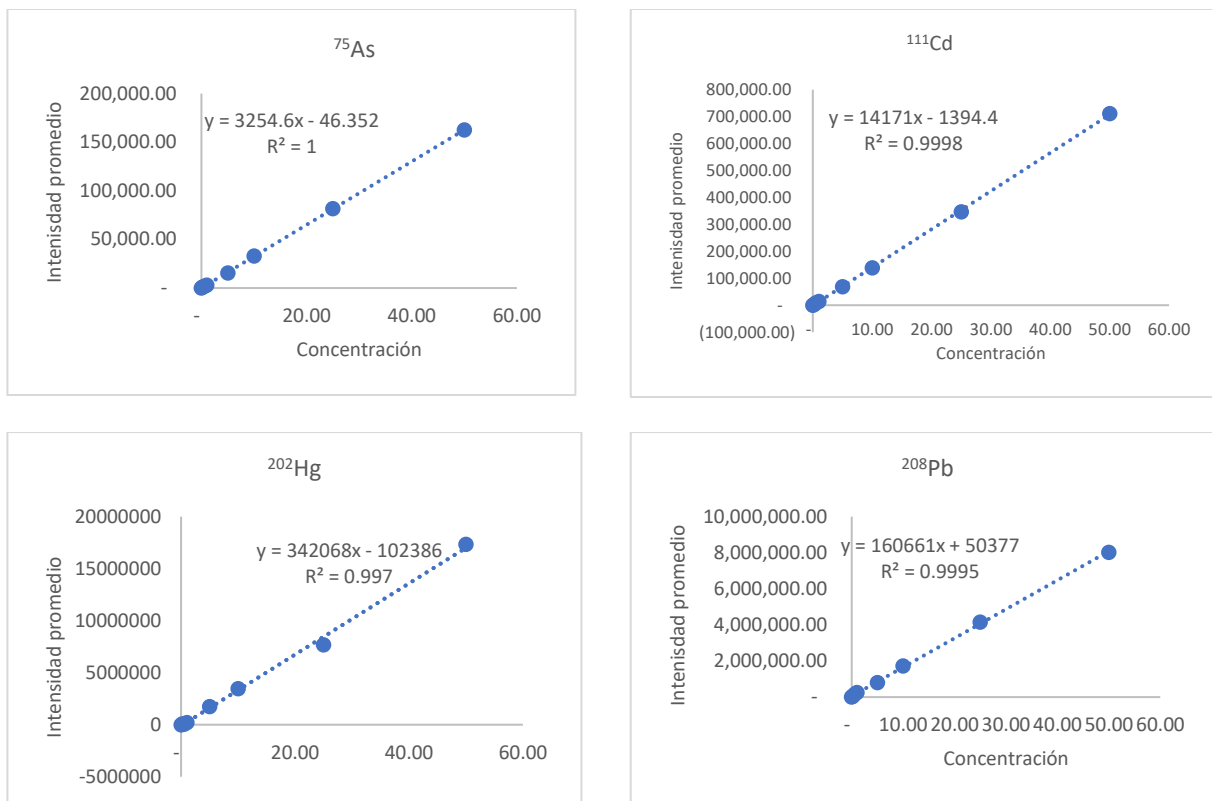 ⁷⁵As
Intenisdad promedio
200,000.00
150,000.00
100,000.00
50,000.00
-
y = 3254.6x - 46.352
R² = 1
- 20.00 40.00 60.00
Concentración
¹¹¹Cd
Intenisdad promedio
800,000.00
700,000.00
600,000.00
500,000.00
400,000.00
300,000.00
200,000.00
100,000.00
-
(100,000.00)
y = 14171x - 1394.4
R² = 0.9998
- 10.00 20.00 30.00 40.00 50.00 60.00
Concentración
²⁰²Hg
Intensidad promedio
20000000
15000000
10000000
5000000
0
-5000000
y = 342068x - 102386
R² = 0.997
- 20.00 40.00 60.00
²⁰⁸Pb
Intenisdad promedio
10,000,000.00
8,000,000.00
6,000,000.00
4,000,000.00
2,000,000.00
-
y = 160661x + 50377
R² = 0.9995
- 10.00 20.00 30.00 40.00 50.00 60.00
Concentración